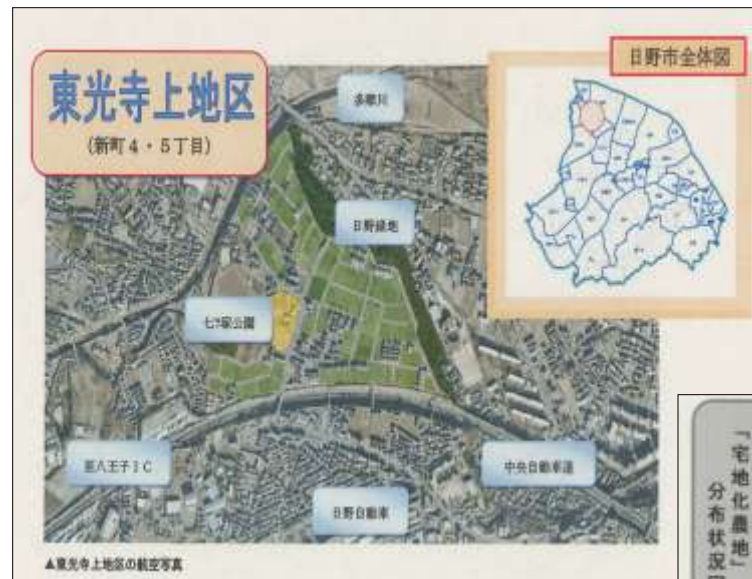 東光寺上地区
(新町4・5丁目)
日野市全体図
多摩川
日野緑地
七ツ塚公園
至八王子IC
中央自動車道
日野自動車
▲東光寺上地区の航空写真
「宅地化農地」
分布状況